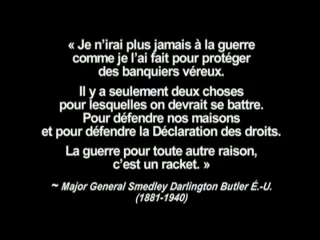 « Je n’irai plus jamais à la guerre
comme je l’ai fait pour protéger
des banquiers véreux.
Il y a seulement deux choses
pour lesquelles on devrait se battre.
Pour défendre nos maisons
et pour défendre la Déclaration des droits.
La guerre pour toute autre raison,
c’est un racket. »
~ Major General Smedley Darlington Butler É.-U.
(1881-1940)